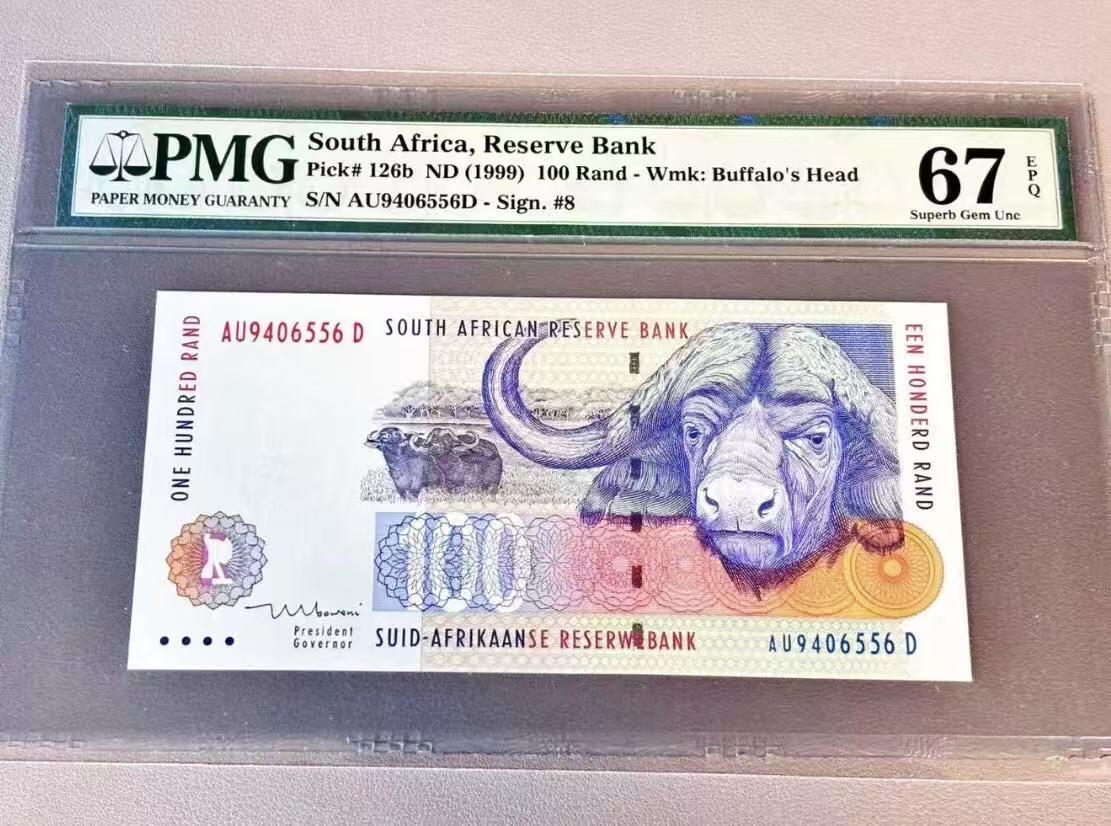 PMG
PAPER MONEY GUARANTY
South Africa, Reserve Bank
Pick# 126b ND (1999) 100 Rand - Wmk: Buffalo's Head
S/N AU9406556D - Sign. #8
67
EPQ
Superb Gem Unc
ONE HUNDRED RAND
AU9406556 D
SOUTH AFRICAN RESERVE BANK
EEN HONDERD RAND
100
R
President
Governor
SUID-AFRIKAANSE RESERWEBANK
AU9406556 D